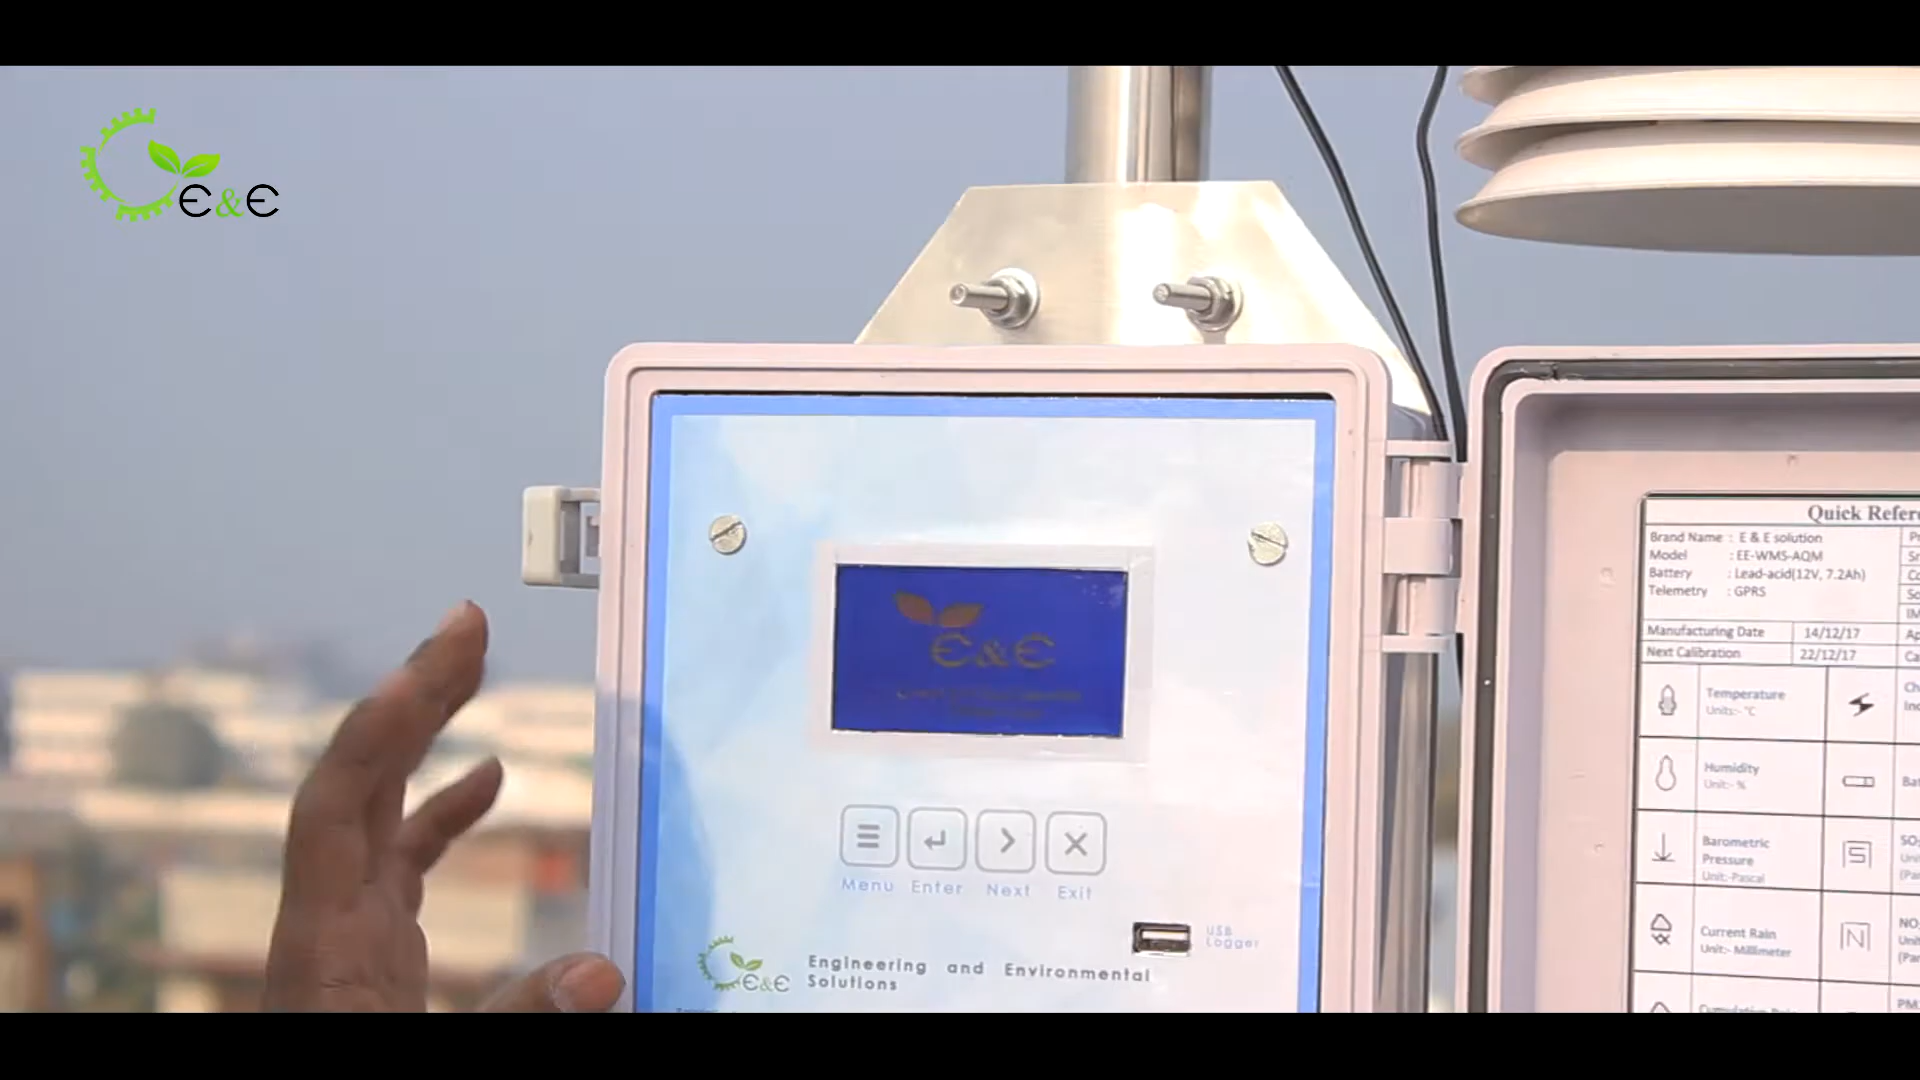 E&E
E&E
Menu Enter Next Exit
USB
Logger
E&E
Engineering and Environmental
Solutions
Quick
Brand Name : E & E solution
Model : EE-WMS-AQM
Battery : Lead-acid(12V, 7.2Ah)
Telemetry : GPRS
Manufacturing Date 14/12/17
Next Calibration 22/12/17
Temperature
Units:- °C
Humidity
Unit:- %
Barometric
Pressure
Unit:-Pascal
Current Rain
Unit:- Millimeter